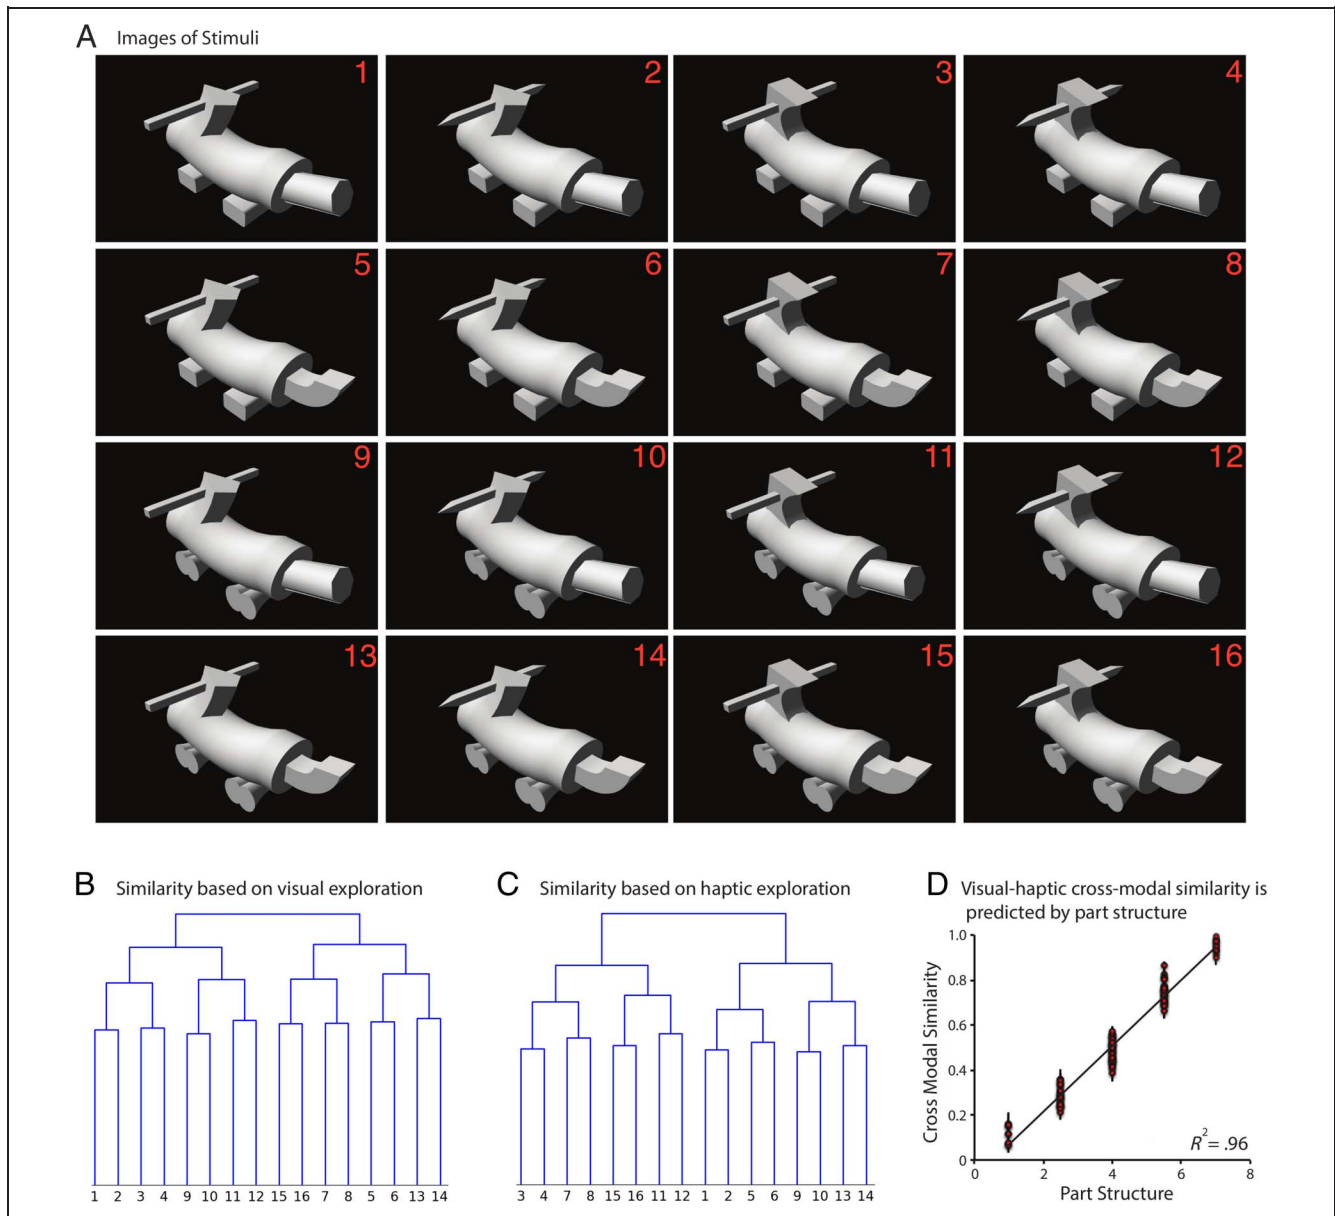 A Images of Stimuli
1 2 3 4
5 6 7 8
9 10 11 12
13 14 15 16
B Similarity based on visual exploration
1 2 3 4 9 10 11 12 15 16 7 8 5 6 13 14
C Similarity based on haptic exploration
3 4 7 8 15 16 11 12 1 2 5 6 9 10 13 14
D Visual-haptic cross-modal similarity is
predicted by part structure
Cross Modal Similarity
1.0
0.8
0.6
0.4
0.2
0
R² = .96
0 2 4 6 8
Part Structure